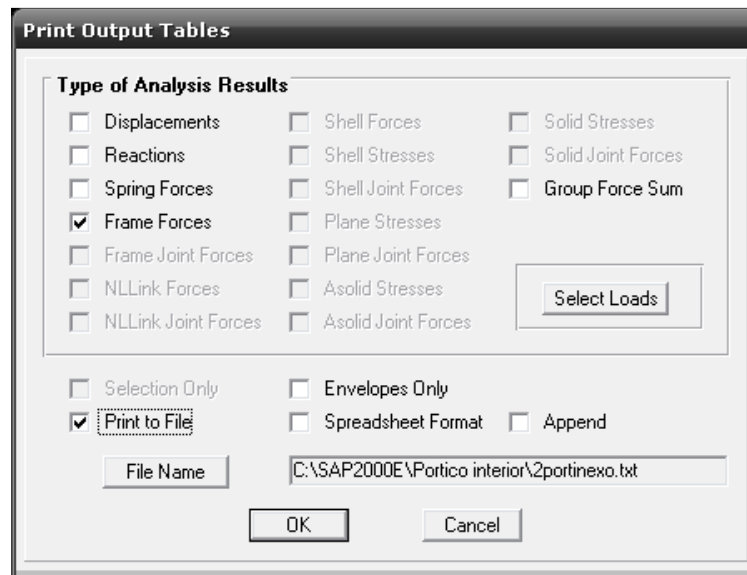 Print Output Tables
Type of Analysis Results
Displacements
Shell Forces
Solid Stresses
Reactions
Shell Stresses
Solid Joint Forces
Spring Forces
Shell Joint Forces
Group Force Sum
Frame Forces
Plane Stresses
Frame Joint Forces
Plane Joint Forces
NLLink Forces
Asolid Stresses
Select Loads
NLLink Joint Forces
Asolid Joint Forces
Selection Only
Envelopes Only
Print to File
Spreadsheet Format
Append
File Name
C:\SAP2000E\Portico interior\2portinexo.txt
OK
Cancel